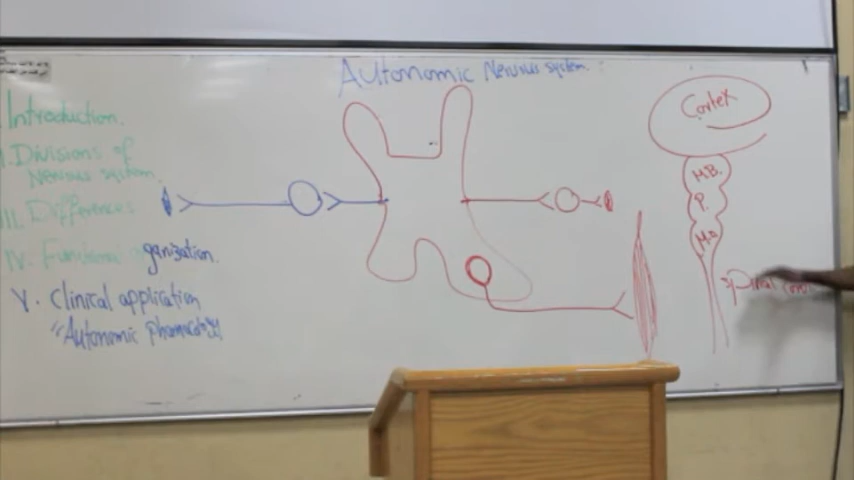 Autonomic Nervous system.
Introduction.
I. Divisions of
Nervous system.
III. Differences
IV. Functional organization.
V. Clinical application
"Autonomic pharmacology
Cortex
M.B.
P.
M.O
spinal cord